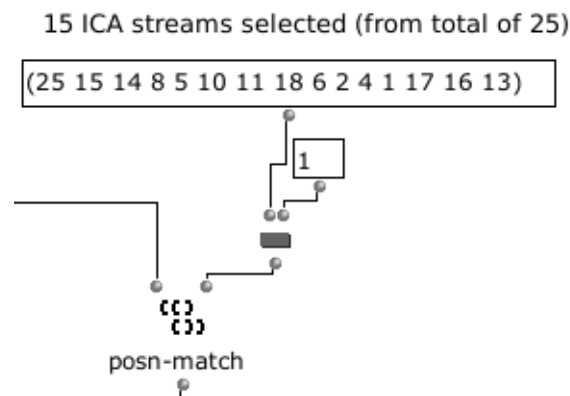 15 ICA streams selected (from total of 25)
(25 15 14 8 5 10 11 18 6 2 4 1 17 16 13)
1
posn-match